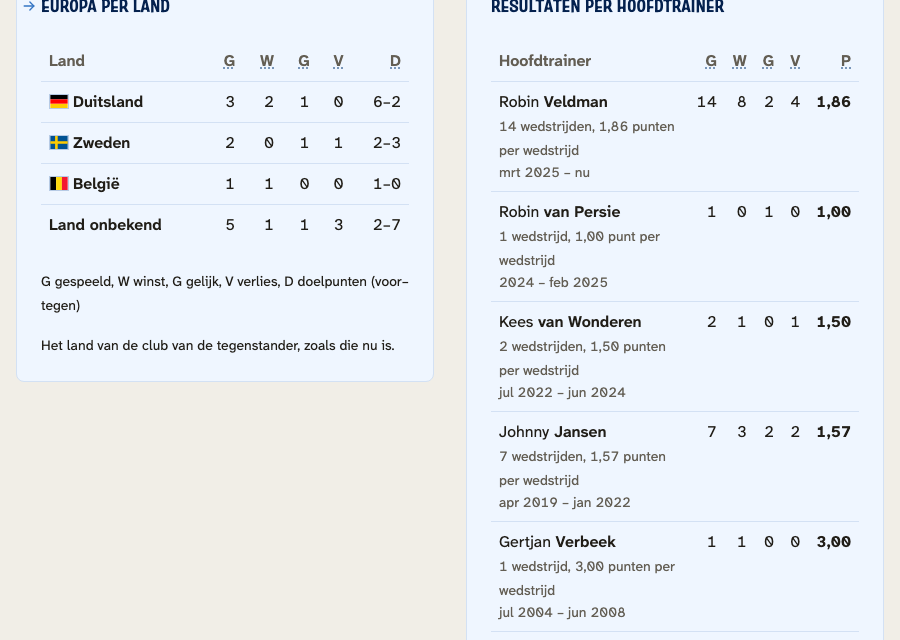 EUROPA PER LAND
Land G W G V D
Duitsland 3 2 1 0 6–2
Zweden 2 0 1 1 2–3
België 1 1 0 0 1–0
Land onbekend 5 1 1 3 2–7
G gespeeld, W winst, G gelijk, V verlies, D doelpunten (voor–
tegen)
Het land van de club van de tegenstander, zoals die nu is.
RESULTATEN PER HOOFDTRAINER
Hoofdtrainer G W G V P
Robin Veldman 14 8 2 4 1,86
14 wedstrijden, 1,86 punten
per wedstrijd
mrt 2025 – nu
Robin van Persie 1 0 1 0 1,00
1 wedstrijd, 1,00 punt per
wedstrijd
2024 – feb 2025
Kees van Wonderen 2 1 0 1 1,50
2 wedstrijden, 1,50 punten
per wedstrijd
jul 2022 – jun 2024
Johnny Jansen 7 3 2 2 1,57
7 wedstrijden, 1,57 punten
per wedstrijd
apr 2019 – jan 2022
Gertjan Verbeek 1 1 0 0 3,00
1 wedstrijd, 3,00 punten per
wedstrijd
jul 2004 – jun 2008